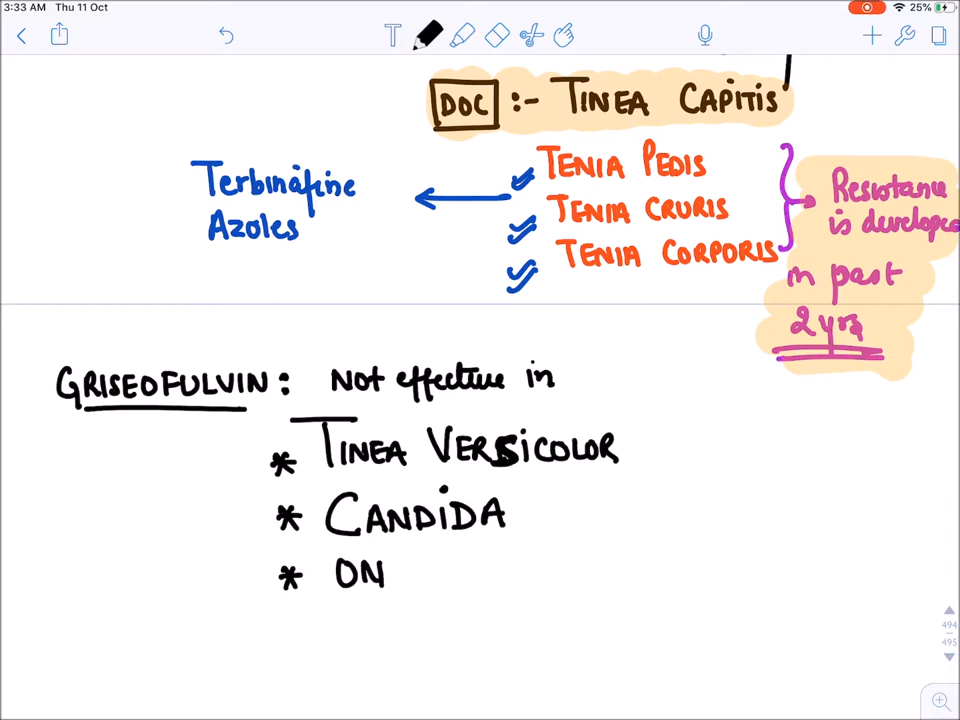 3:33 AM Thu 11 Oct 25%
T
DOC :- TINEA CAPITIS
Terbinafine
Azoles
TENIA PEDIS
TENIA CRURIS
TENIA CORPORIS
Resistance
is develope
in past
2 yrs
GRISEOFULVIN : Not effective in
* TINEA VERSICOLOR
* CANDIDA
* ON
494
495